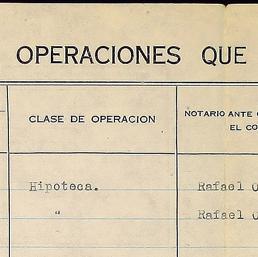 OPERACIONES QUE
CLASE DE OPERACION
NOTARIO ANTE
EL CO
Hipoteca.
Rafael O
"
Rafael O